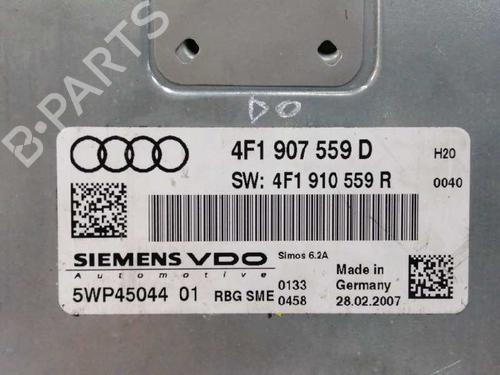 DO
B-PARTS
4F1 907 559 D H20
SW: 4F1 910 559 R 0040
SIEMENS VDO Simos 6.2A
Automotive
5WP45044 01 RBG SME 0133 0458
Made in Germany 28.02.2007